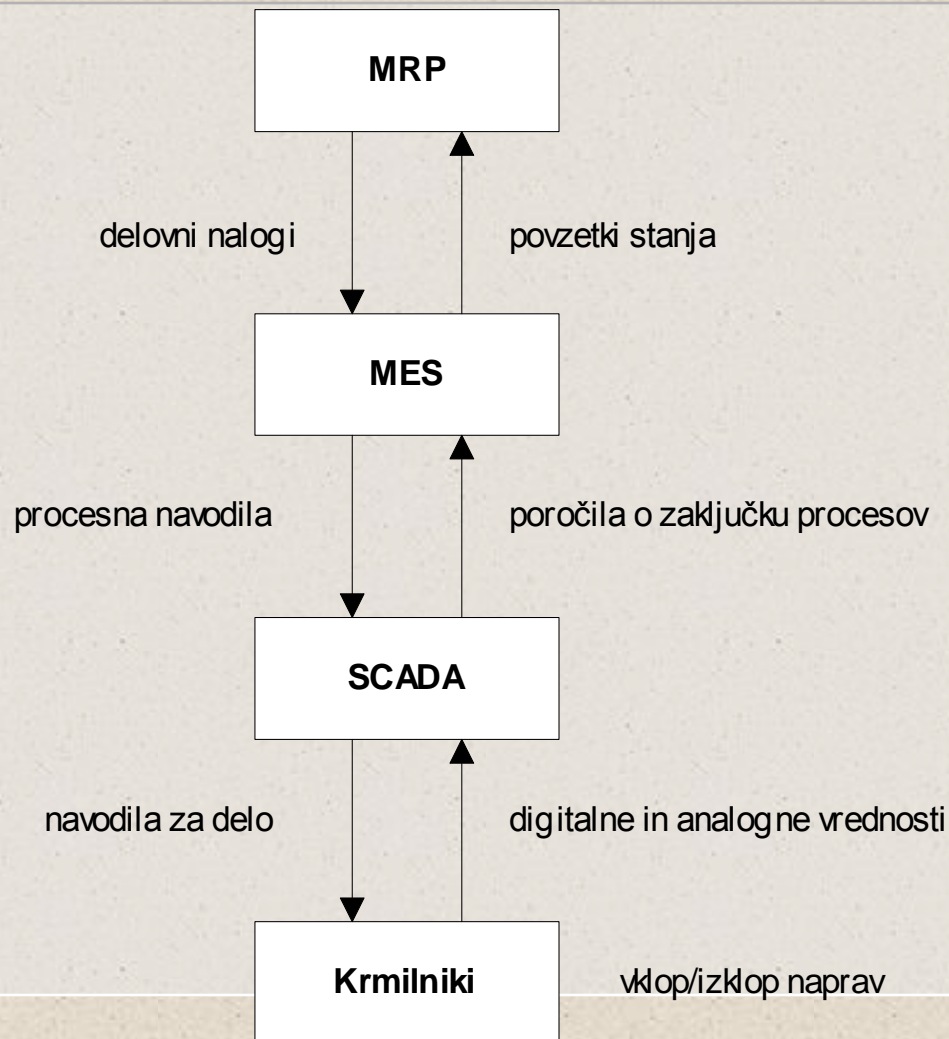 MRP
delovni nalogi
povzetki stanja
MES
procesna navodila
poročila o zaključku procesov
SCADA
navodila za delo
digitalne in analogne vrednosti
Krmilniki
vklop/izklop naprav